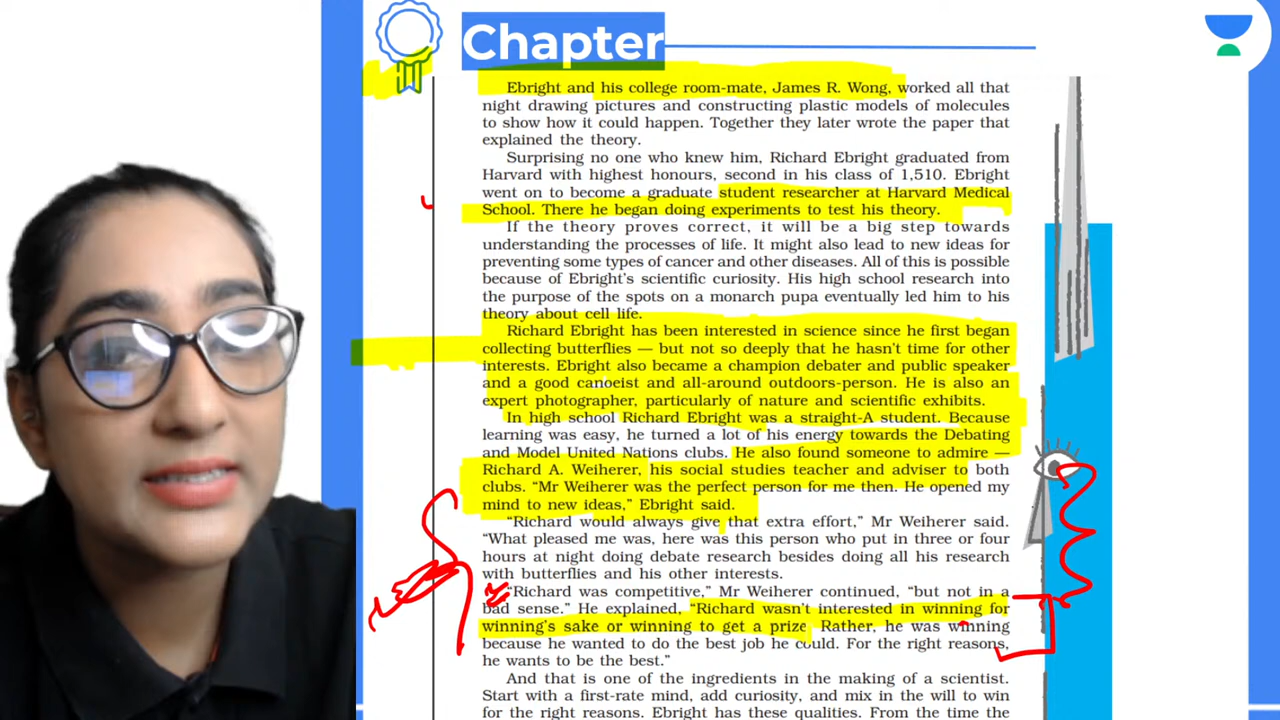 Chapter
Ebright and his college room-mate, James R. Wong, worked all that
night drawing pictures and constructing plastic models of molecules
to show how it could happen. Together they later wrote the paper that
explained the theory.
Surprising no one who knew him, Richard Ebright graduated from
Harvard with highest honours, second in his class of 1,510. Ebright
went on to become a graduate student researcher at Harvard Medical
School. There he began doing experiments to test his theory.
If the theory proves correct, it will be a big step towards
understanding the processes of life. It might also lead to new ideas for
preventing some types of cancer and other diseases. All of this is possible
because of Ebright's scientific curiosity. His high school research into
the purpose of the spots on a monarch pupa eventually led him to his
theory about cell life.
Richard Ebright has been interested in science since he first began
collecting butterflies — but not so deeply that he hasn't time for other
interests. Ebright also became a champion debater and public speaker
and a good canoeist and all-around outdoors-person. He is also an
expert photographer, particularly of nature and scientific exhibits.
In high school Richard Ebright was a straight-A student. Because
learning was easy, he turned a lot of his energy towards the Debating
and Model United Nations clubs. He also found someone to admire —
Richard A. Weiherer, his social studies teacher and adviser to both
clubs. “Mr Weiherer was the perfect person for me then. He opened my
mind to new ideas,” Ebright said.
“Richard would always give that extra effort,” Mr Weiherer said.
“What pleased me was, here was this person who put in three or four
hours at night doing debate research besides doing all his research
with butterflies and his other interests.
“Richard was competitive,” Mr Weiherer continued, “but not in a
bad sense.” He explained, “Richard wasn't interested in winning for
winning's sake or winning to get a prize. Rather, he was winning
because he wanted to do the best job he could. For the right reasons,
he wants to be the best.”
And that is one of the ingredients in the making of a scientist.
Start with a first-rate mind, add curiosity, and mix in the will to win
for the right reasons. Ebright has these qualities. From the time the